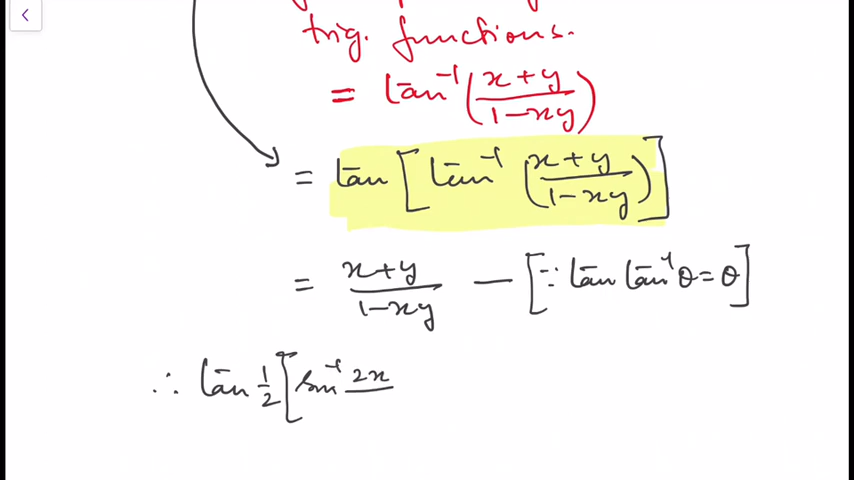 trig. functions.
= tan⁻¹(x+y/1-xy)
= tan[tan⁻¹(x+y/1-xy)]
= x+y/1-xy — [∵ tan tan⁻¹θ=θ]
∴ tan 1/2[sin⁻¹ 2x